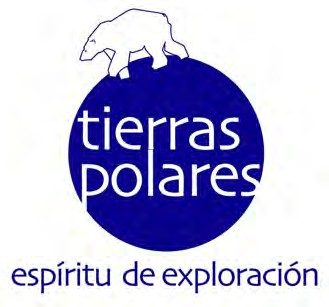 tierras
polares
espíritu de exploración